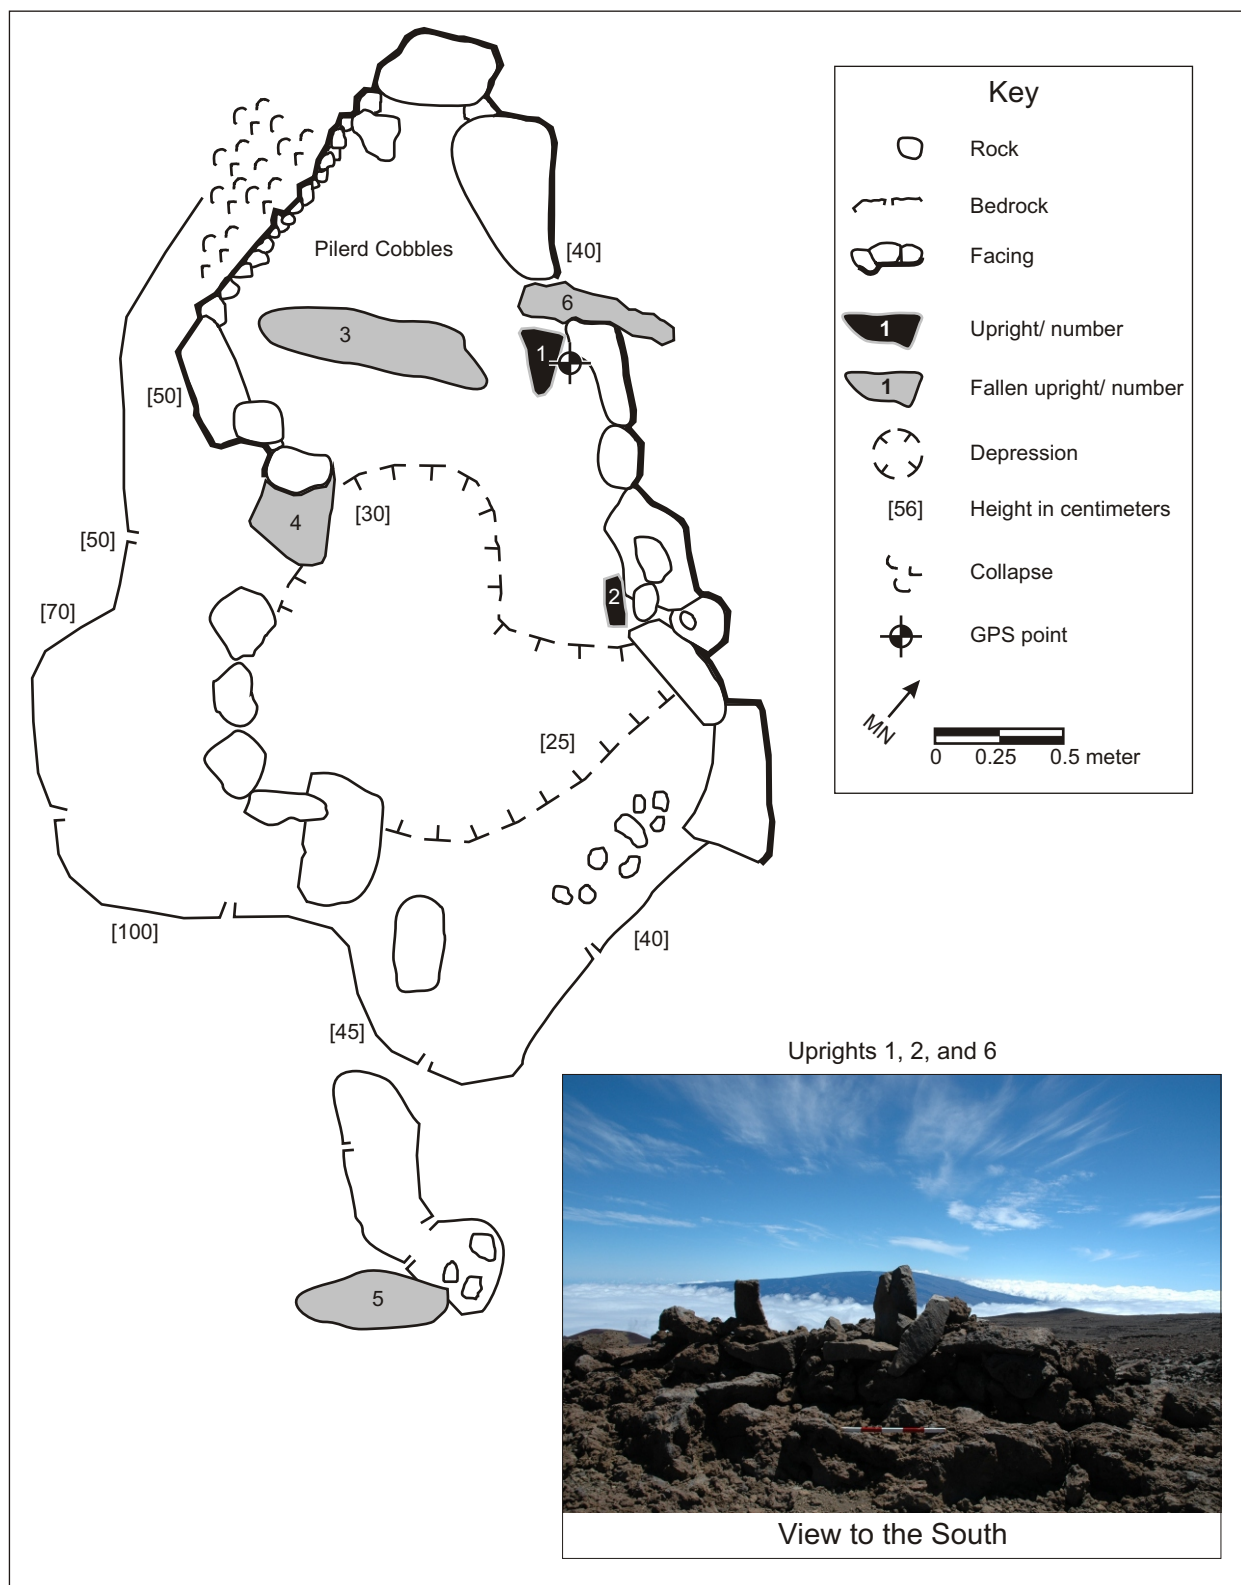 Key
Rock
Bedrock
Facing
1 Upright/ number
1 Fallen upright/ number
Depression
[56] Height in centimeters
Collapse
GPS point
MN
0 0.25 0.5 meter
Pilerd Cobbles
[40]
6
3
1
[50]
4
[30]
[50]
2
[70]
[25]
[100]
[40]
[45]
5
Uprights 1, 2, and 6
View to the South